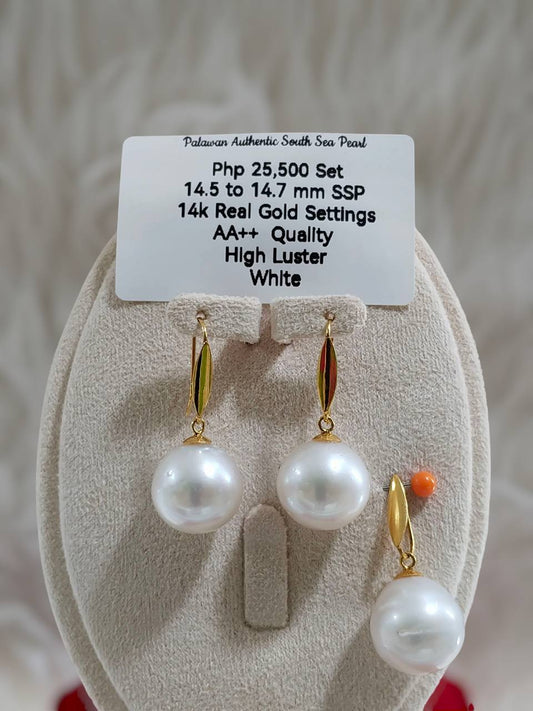 Palawan Authentic South Sea Pearl
Php 25,500 Set
14.5 to 14.7 mm SSP
14k Real Gold Settings
AA++ Quality
High Luster
White